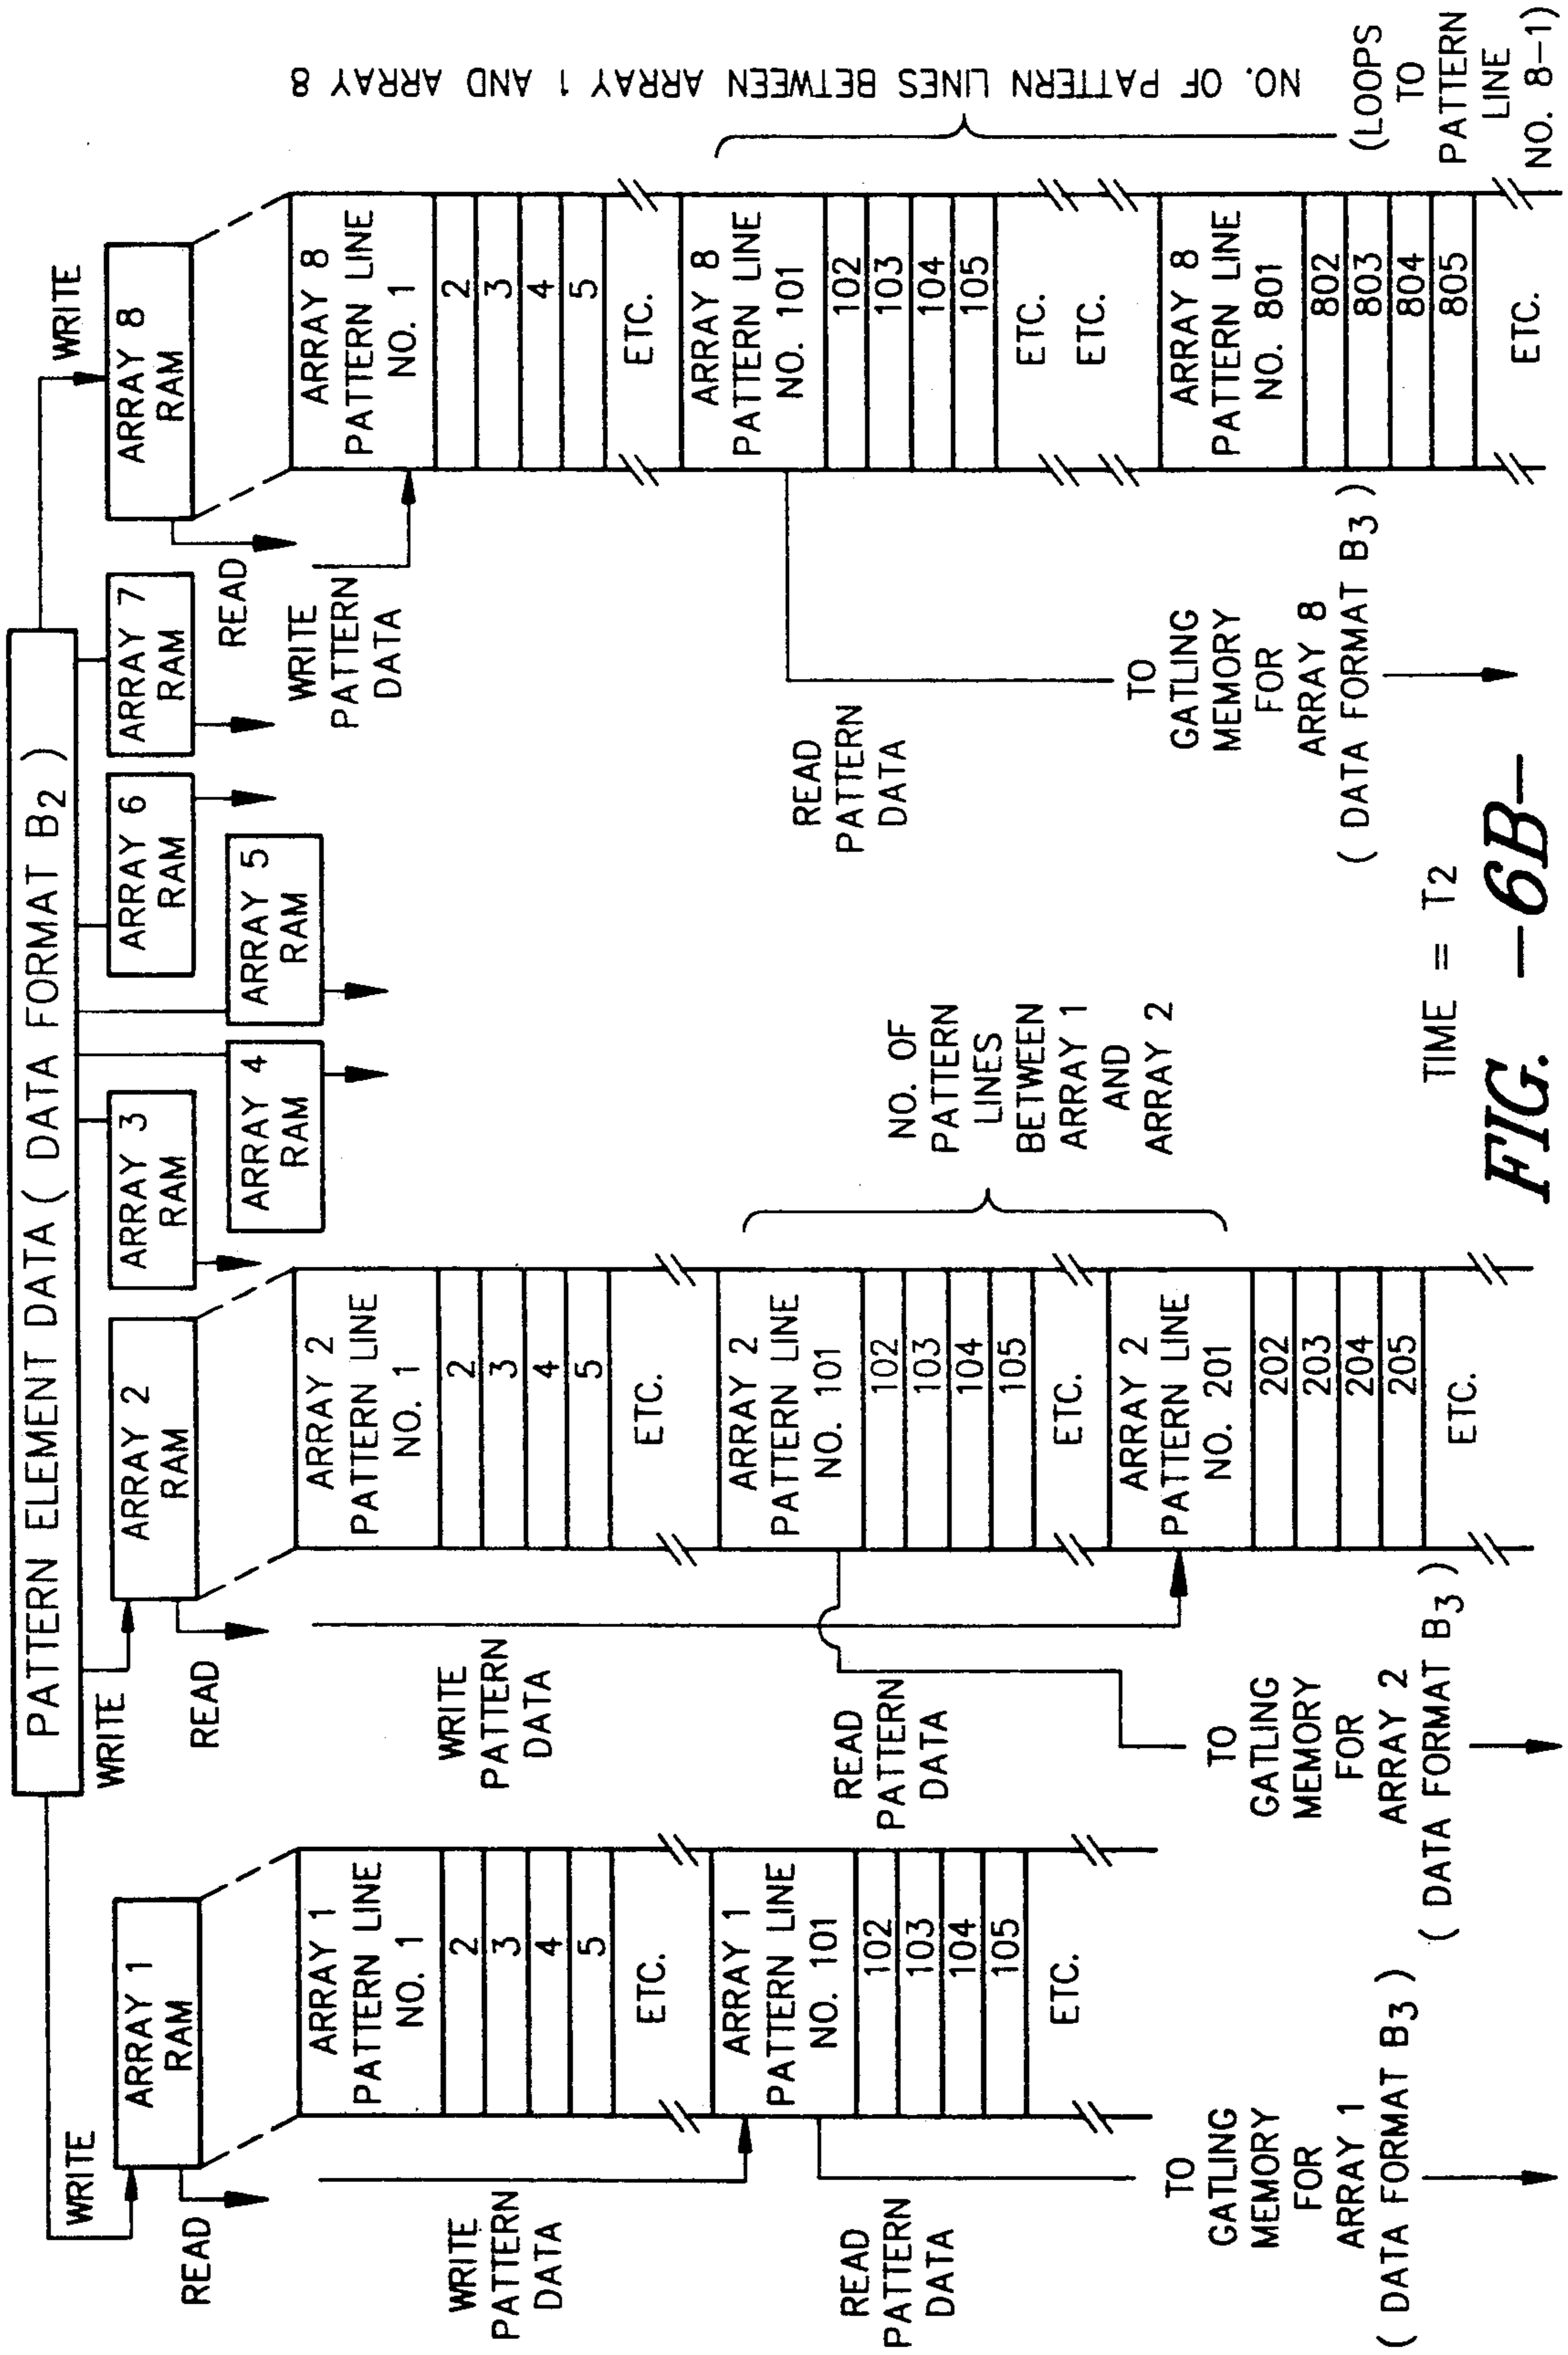 PATTERN ELEMENT DATA ( DATA FORMAT B2 )
WRITE
ARRAY 1
RAM
READ
WRITE
PATTERN
DATA
ARRAY 1
PATTERN LINE
NO. 1
2
3
4
5
ETC.
ARRAY 1
PATTERN LINE
NO. 101
102
103
104
105
ETC.
READ
PATTERN
DATA
TO
GATLING
MEMORY
FOR
ARRAY 1
( DATA FORMAT B3 )
WRITE
ARRAY 2
RAM
READ
WRITE
PATTERN
DATA
ARRAY 2
PATTERN LINE
NO. 1
2
3
4
5
ETC.
ARRAY 2
PATTERN LINE
NO. 101
102
103
104
105
ETC.
ARRAY 2
PATTERN LINE
NO. 201
202
203
204
205
ETC.
READ
PATTERN
DATA
TO
GATLING
MEMORY
FOR
ARRAY 2
( DATA FORMAT B3 )
NO. OF
PATTERN
LINES
BETWEEN
ARRAY 1
AND
ARRAY 2
ARRAY 3
RAM
ARRAY 4
RAM
ARRAY 5
RAM
ARRAY 6
RAM
ARRAY 7
RAM
WRITE
ARRAY 8
RAM
READ
WRITE
PATTERN
DATA
ARRAY 8
PATTERN LINE
NO. 1
2
3
4
5
ETC.
ARRAY 8
PATTERN LINE
NO. 101
102
103
104
105
ETC.
ETC.
ARRAY 8
PATTERN LINE
NO. 801
802
803
804
805
ETC.
READ
PATTERN
DATA
TO
GATLING
MEMORY
FOR
ARRAY 8
( DATA FORMAT B3 )
NO. OF PATTERN LINES BETWEEN ARRAY 1 AND ARRAY 8
(LOOPS
TO
PATTERN
LINE
NO. 8-1)
TIME = T2
FIG. -6B-